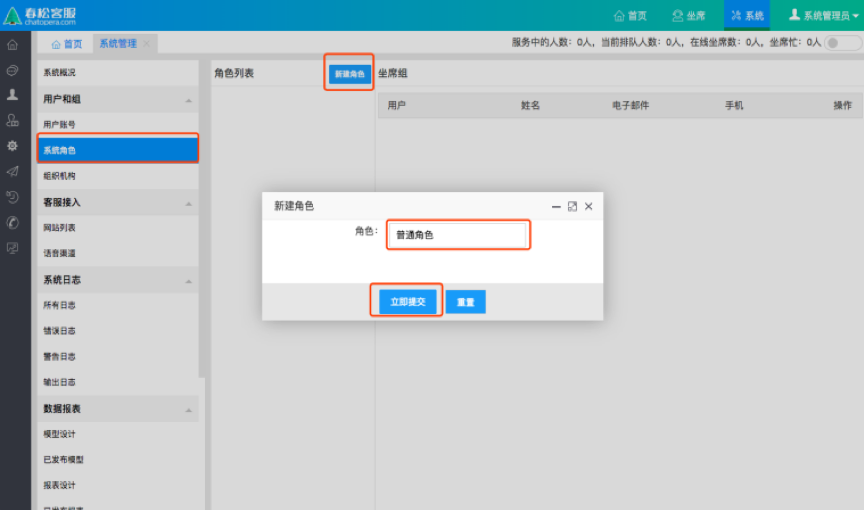 春松客服
chatopera.com
首页
坐席
系统
系统管理员
首页
系统管理
服务中的人数: 0人, 当前排队人数: 0人, 在线坐席数: 0人, 坐席忙: 0人
系统概况
用户和组
用户账号
系统角色
组织机构
客服接入
网站列表
语音渠道
系统日志
所有日志
错误日志
警告日志
输出日志
数据报表
模型设计
已发布模型
报表设计
已发布报表
角色列表
新建角色
坐席组
用户
姓名
电子邮件
手机
操作
新建角色
角色:
普通角色
立即提交
重置